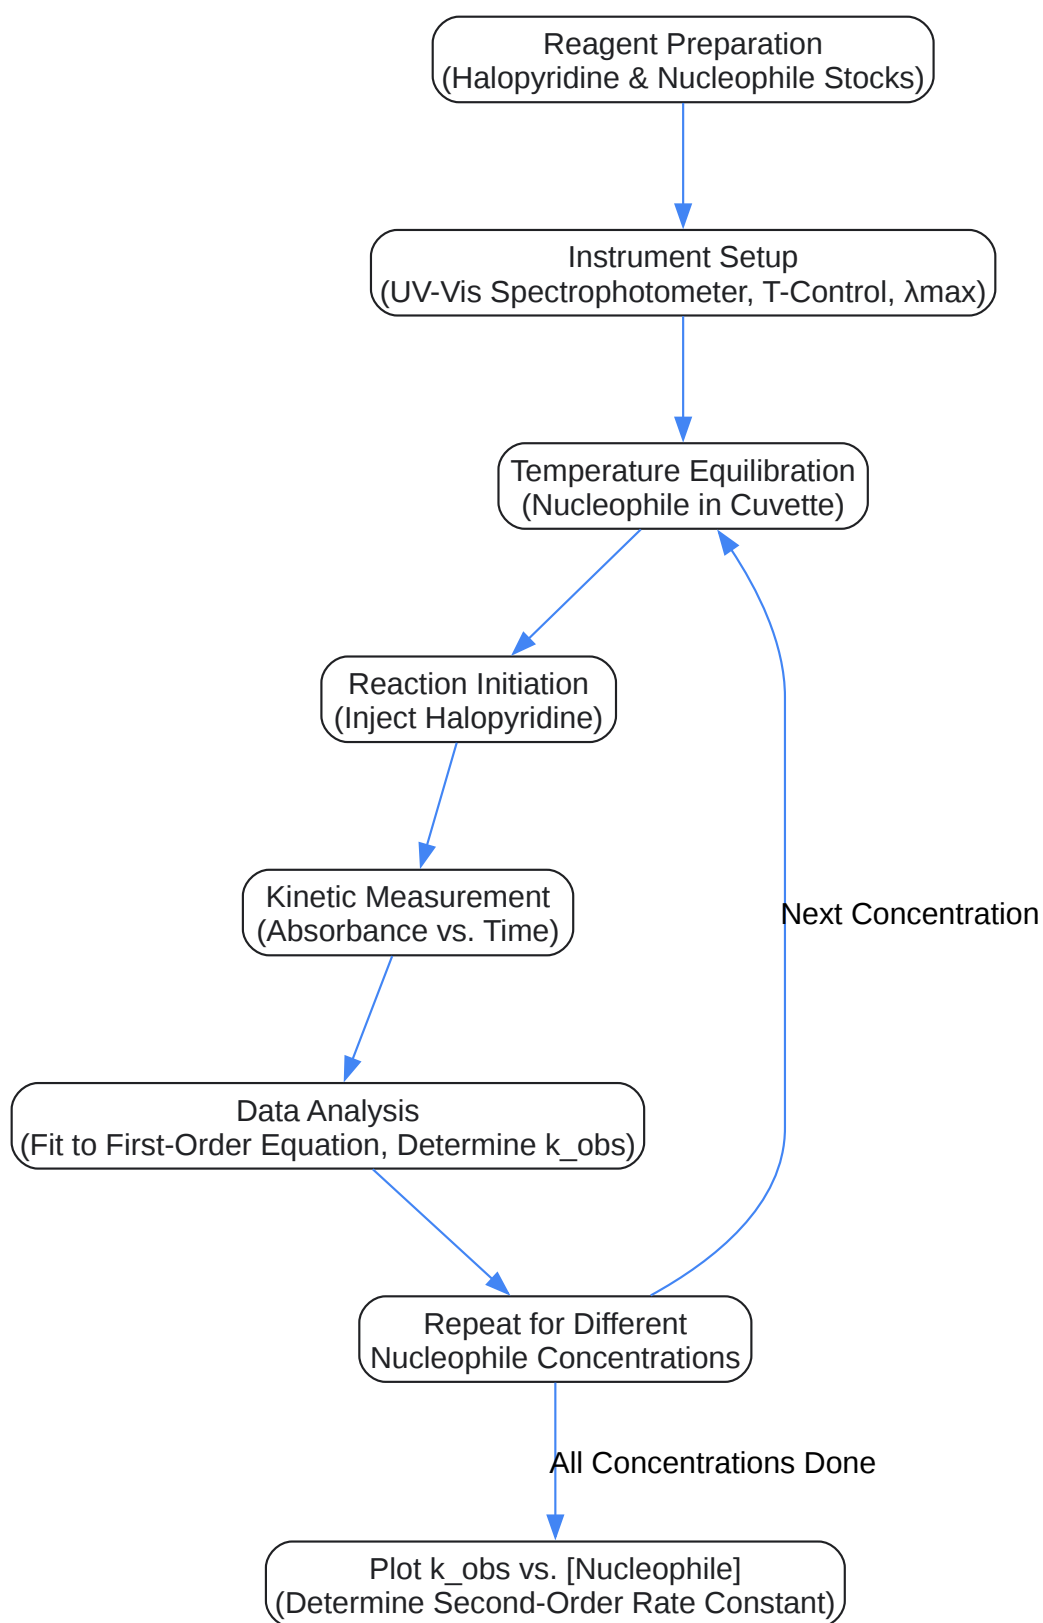 Reagent Preparation
(Halopyridine & Nucleophile Stocks)
Instrument Setup
(UV-Vis Spectrophotometer, T-Control, λmax)
Temperature Equilibration
(Nucleophile in Cuvette)
Reaction Initiation
(Inject Halopyridine)
Kinetic Measurement
(Absorbance vs. Time)
Next Concentration
Data Analysis
(Fit to First-Order Equation, Determine k_obs)
Repeat for Different
Nucleophile Concentrations
All Concentrations Done
Plot k_obs vs. [Nucleophile]
(Determine Second-Order Rate Constant)